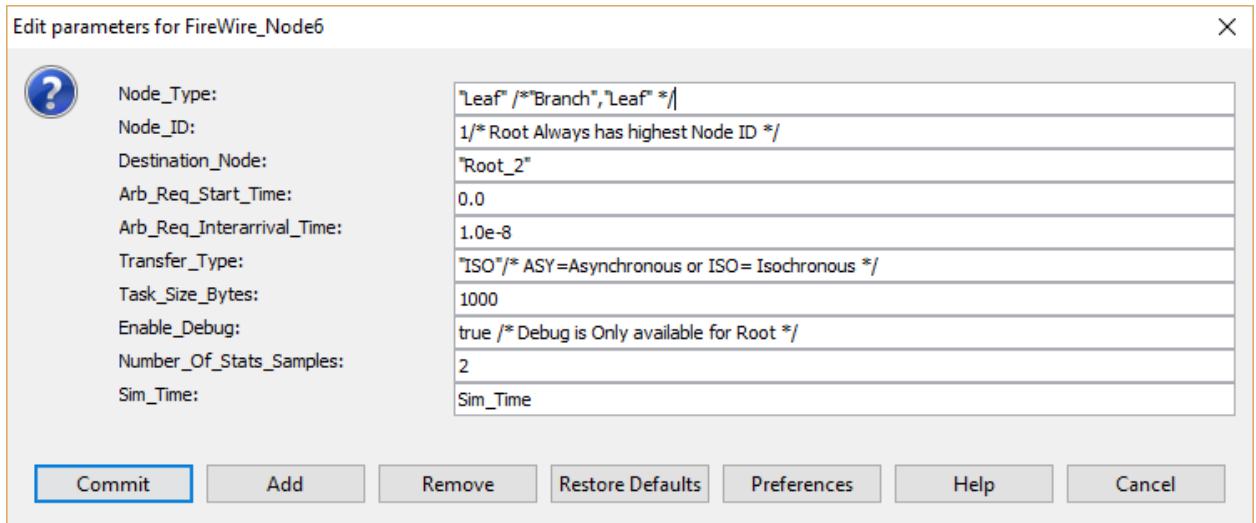 Edit parameters for FireWire_Node6
Node_Type: "Leaf" /*"Branch","Leaf" */
Node_ID: 1/* Root Always has highest Node ID */
Destination_Node: "Root_2"
Arb_Req_Start_Time: 0.0
Arb_Req_Interarrival_Time: 1.0e-8
Transfer_Type: "ISO"/* ASY=Asynchronous or ISO= Isochronous */
Task_Size_Bytes: 1000
Enable_Debug: true /* Debug is Only available for Root */
Number_Of_Stats_Samples: 2
Sim_Time: Sim_Time
Commit Add Remove Restore Defaults Preferences Help Cancel